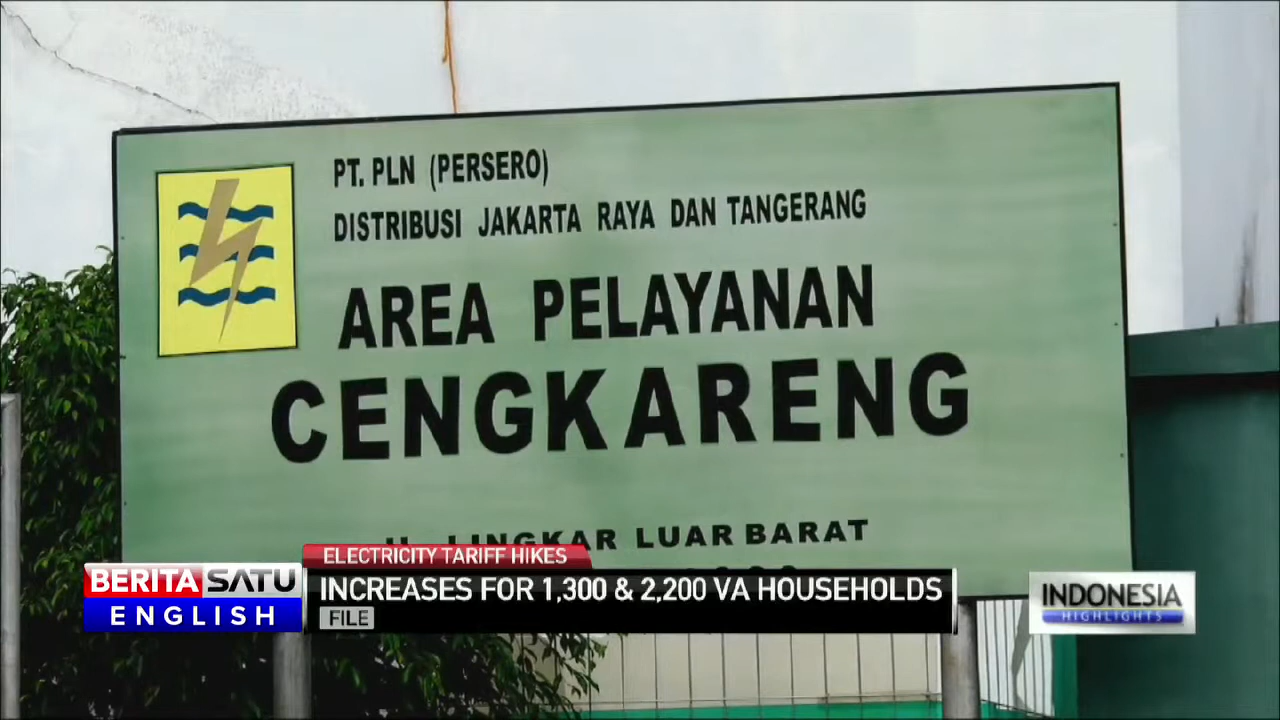 PT. PLN (PERSERO)
DISTRIBUSI JAKARTA RAYA DAN TANGERANG
AREA PELAYANAN
CENGKARENG
LINGKAR LUAR BARAT
ELECTRICITY TARIFF HIKES
BERITA SATU
ENGLISH
INCREASES FOR 1,300 & 2,200 VA HOUSEHOLDS
FILE
INDONESIA
HIGHLIGHTS